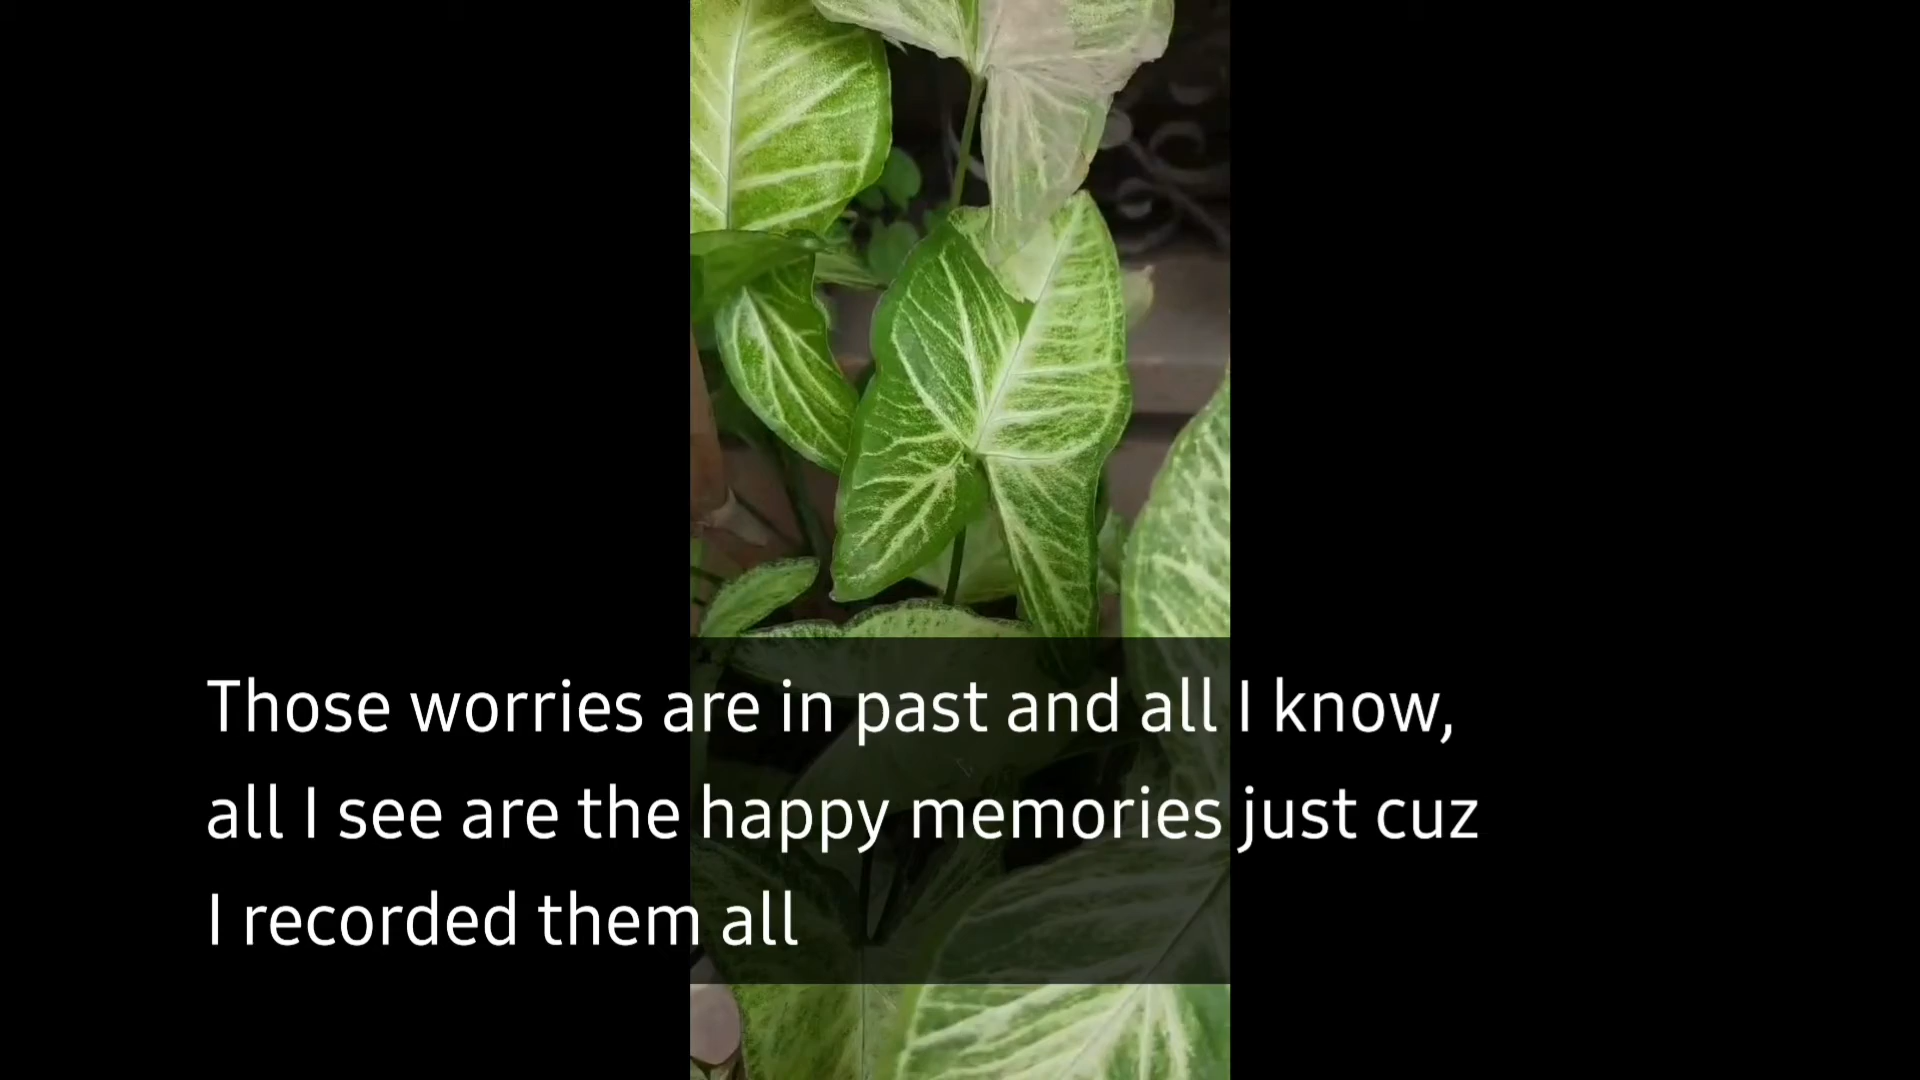 Those worries are in past and all I know,
all I see are the happy memories just cuz
I recorded them all